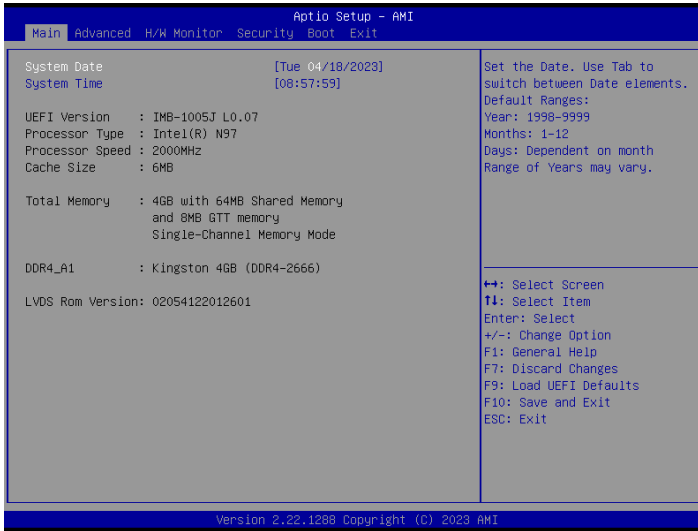 Aptio Setup – AMI
Main Advanced H/W Monitor Security Boot Exit
System Date [Tue 04/18/2023]
System Time [08:57:59]
UEFI Version : IMB-1005J L0.07
Processor Type : Intel(R) N97
Processor Speed : 2000MHz
Cache Size : 6MB
Total Memory : 4GB with 64MB Shared Memory
and 8MB GTT memory
Single-Channel Memory Mode
DDR4_A1 : Kingston 4GB (DDR4-2666)
LVDS Rom Version: 02054122012601
Set the Date. Use Tab to
switch between Date elements.
Default Ranges:
Year: 1998-9999
Months: 1-12
Days: Dependent on month
Range of Years may vary.
↔: Select Screen
↑↓: Select Item
Enter: Select
+/-: Change Option
F1: General Help
F7: Discard Changes
F9: Load UEFI Defaults
F10: Save and Exit
ESC: Exit
Version 2.22.1288 Copyright (C) 2023 AMI